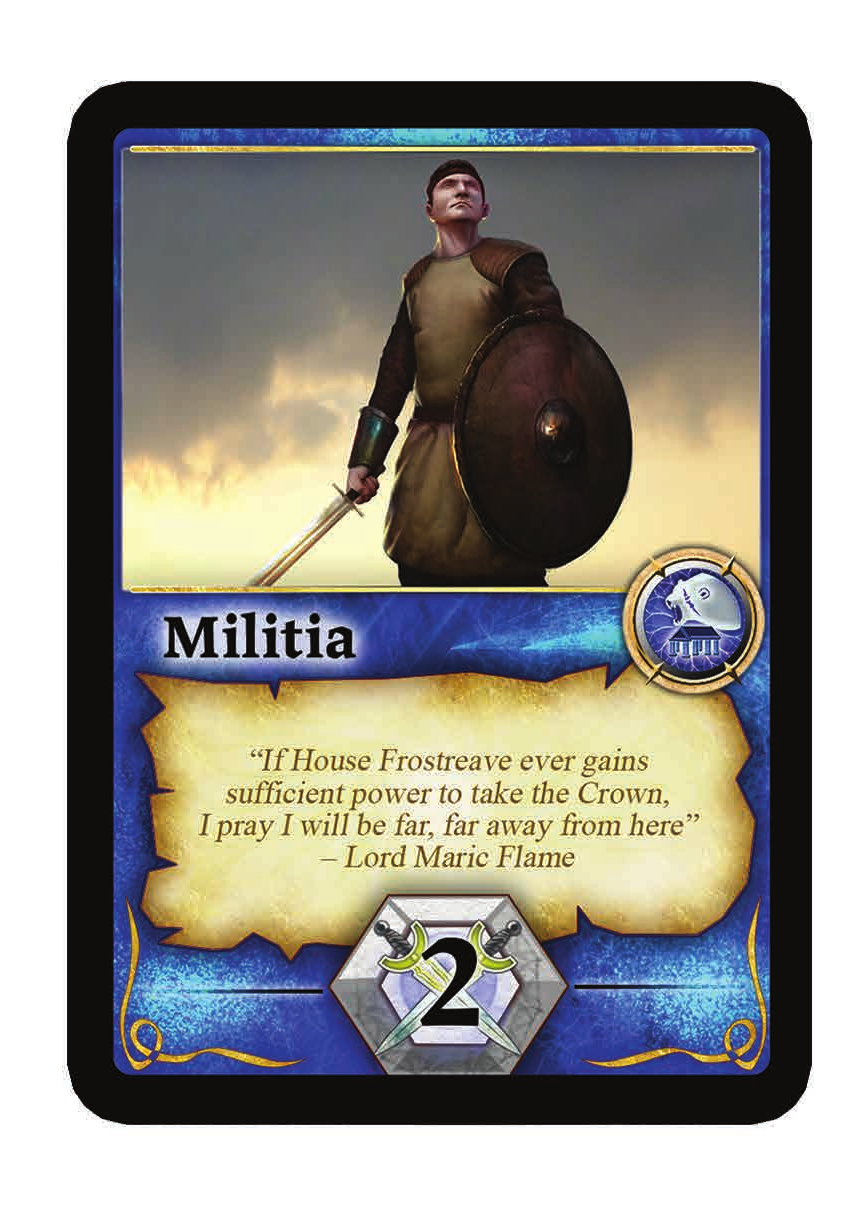 Militia
“If House Frostreave ever gains
sufficient power to take the Crown,
I pray I will be far, far away from here”
– Lord Maric Flame
2